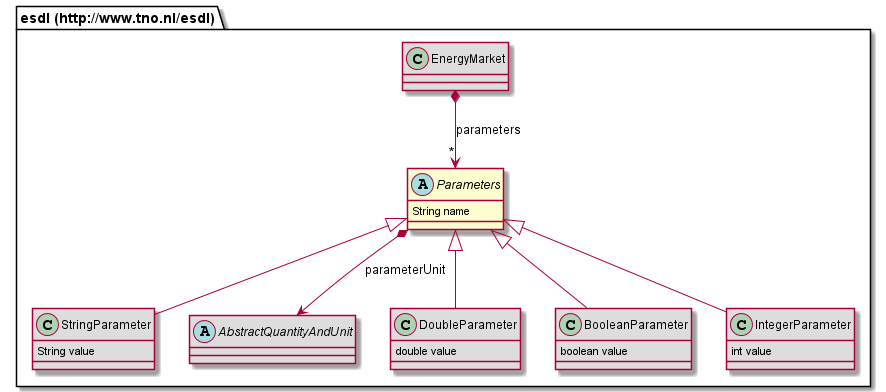 esdl (http://www.tno.nl/esdl)
C EnergyMarket
parameters
*
A Parameters
String name
parameterUnit
C StringParameter
String value
A AbstractQuantityAndUnit
C DoubleParameter
double value
C BooleanParameter
boolean value
C IntegerParameter
int value